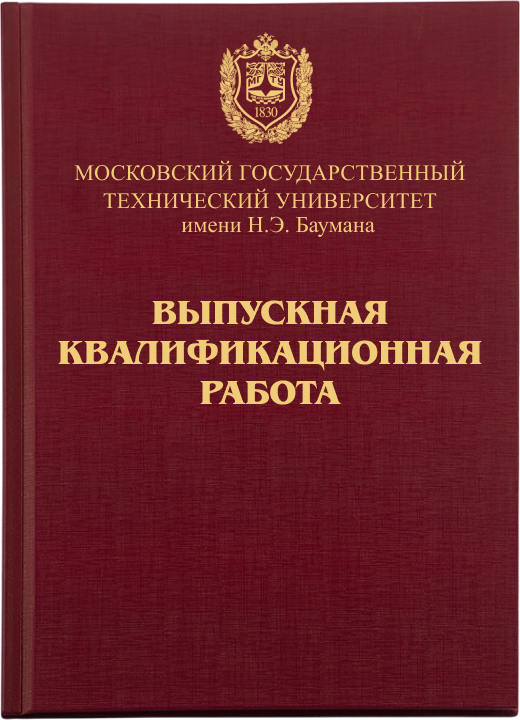 1830
МОСКОВСКИЙ ГОСУДАРСТВЕННЫЙ
ТЕХНИЧЕСКИЙ УНИВЕРСИТЕТ
имени Н.Э. Баумана
ВЫПУСКНАЯ
КВАЛИФИКАЦИОННАЯ
РАБОТА